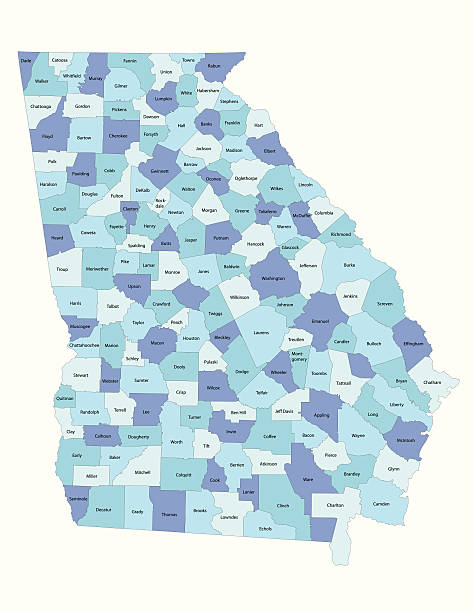 Dade
Catoosa
Fannin
Towns
Rabun
Union
Walker
Whitfield
Murray
Gilmer
Habersham
White
Lumpkin
Stephens
Chattooga
Gordon
Pickens
Dawson
Banks
Franklin
Hart
Hall
Floyd
Bartow
Cherokee
Forsyth
Jackson
Madison
Elbert
Polk
Paulding
Cobb
Gwinnett
Barrow
Oconee
Oglethorpe
Haralson
Douglas
DeKalb
Walton
Wilkes
Lincoln
Fulton
Rock-
dale
Carroll
Clayton
Newton
Morgan
Greene
Taliaferro
McDuffie
Columbia
Fayette
Henry
Warren
Richmond
Heard
Coweta
Spalding
Butts
Jasper
Putnam
Hancock
Glascock
Troup
Meriwether
Pike
Lamar
Monroe
Jones
Baldwin
Jefferson
Burke
Washington
Upson
Harris
Talbot
Crawford
Wilkinson
Jenkins
Screven
Twiggs
Johnson
Taylor
Peach
Emanuel
Muscogee
Laurens
Chattahoochee
Marion
Macon
Houston
Bleckley
Treutlen
Candler
Bulloch
Effingham
Schley
Pulaski
Mont-
gomery
Stewart
Webster
Sumter
Dooly
Dodge
Wheeler
Toombs
Tattnall
Bryan
Chatham
Wilcox
Telfair
Quitman
Crisp
Randolph
Terrell
Lee
Turner
Ben Hill
Jeff Davis
Appling
Long
Liberty
Clay
Calhoun
Dougherty
Worth
Tift
Irwin
Coffee
Bacon
Wayne
McIntosh
Early
Baker
Pierce
Miller
Mitchell
Colquitt
Cook
Berrien
Atkinson
Ware
Brantley
Glynn
Seminole
Lanier
Clinch
Charlton
Camden
Decatur
Grady
Thomas
Brooks
Lowndes
Echols